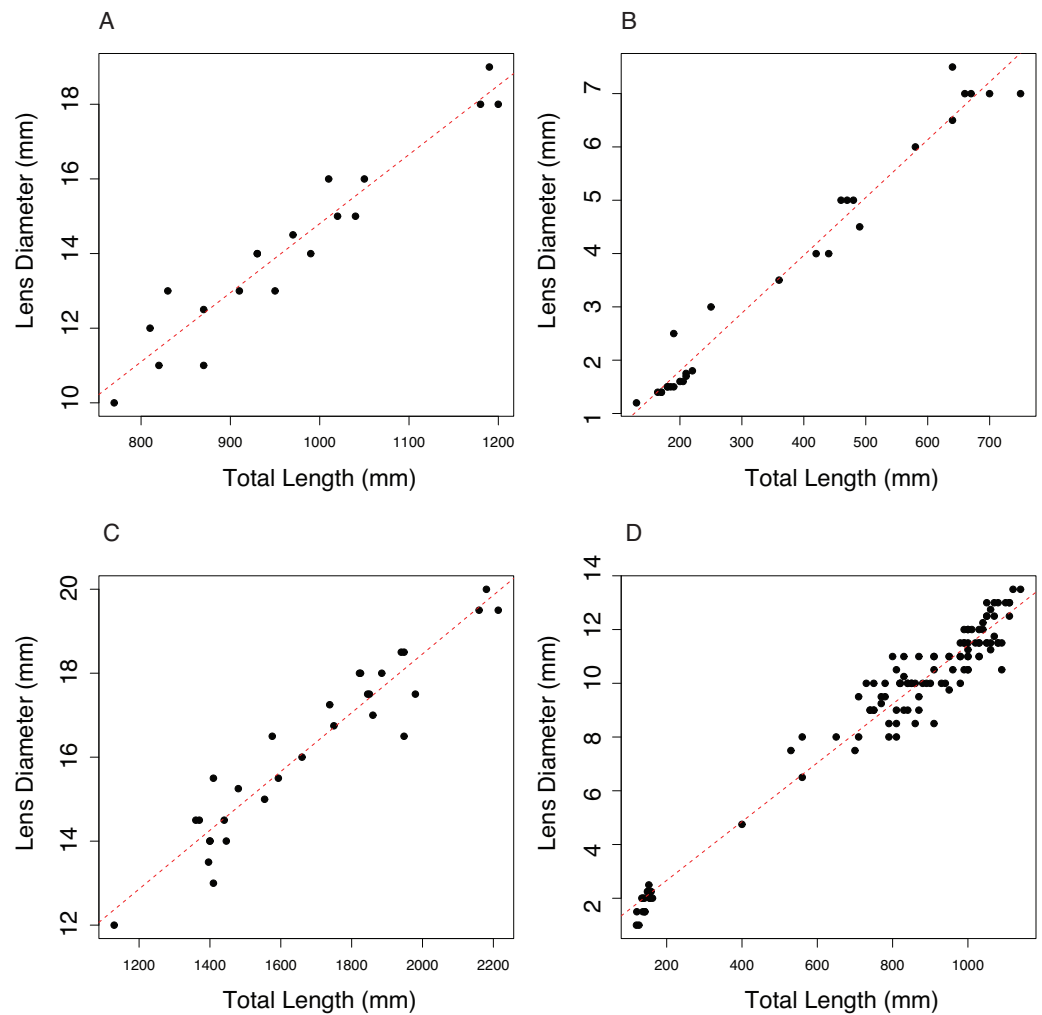 A
Lens Diameter (mm)
10 12 14 16 18
800 900 1000 1100 1200
Total Length (mm)
B
Lens Diameter (mm)
1 2 3 4 5 6 7
200 300 400 500 600 700
Total Length (mm)
C
Lens Diameter (mm)
12 14 16 18 20
1200 1400 1600 1800 2000 2200
Total Length (mm)
D
Lens Diameter (mm)
2 4 6 8 10 12 14
200 400 600 800 1000
Total Length (mm)